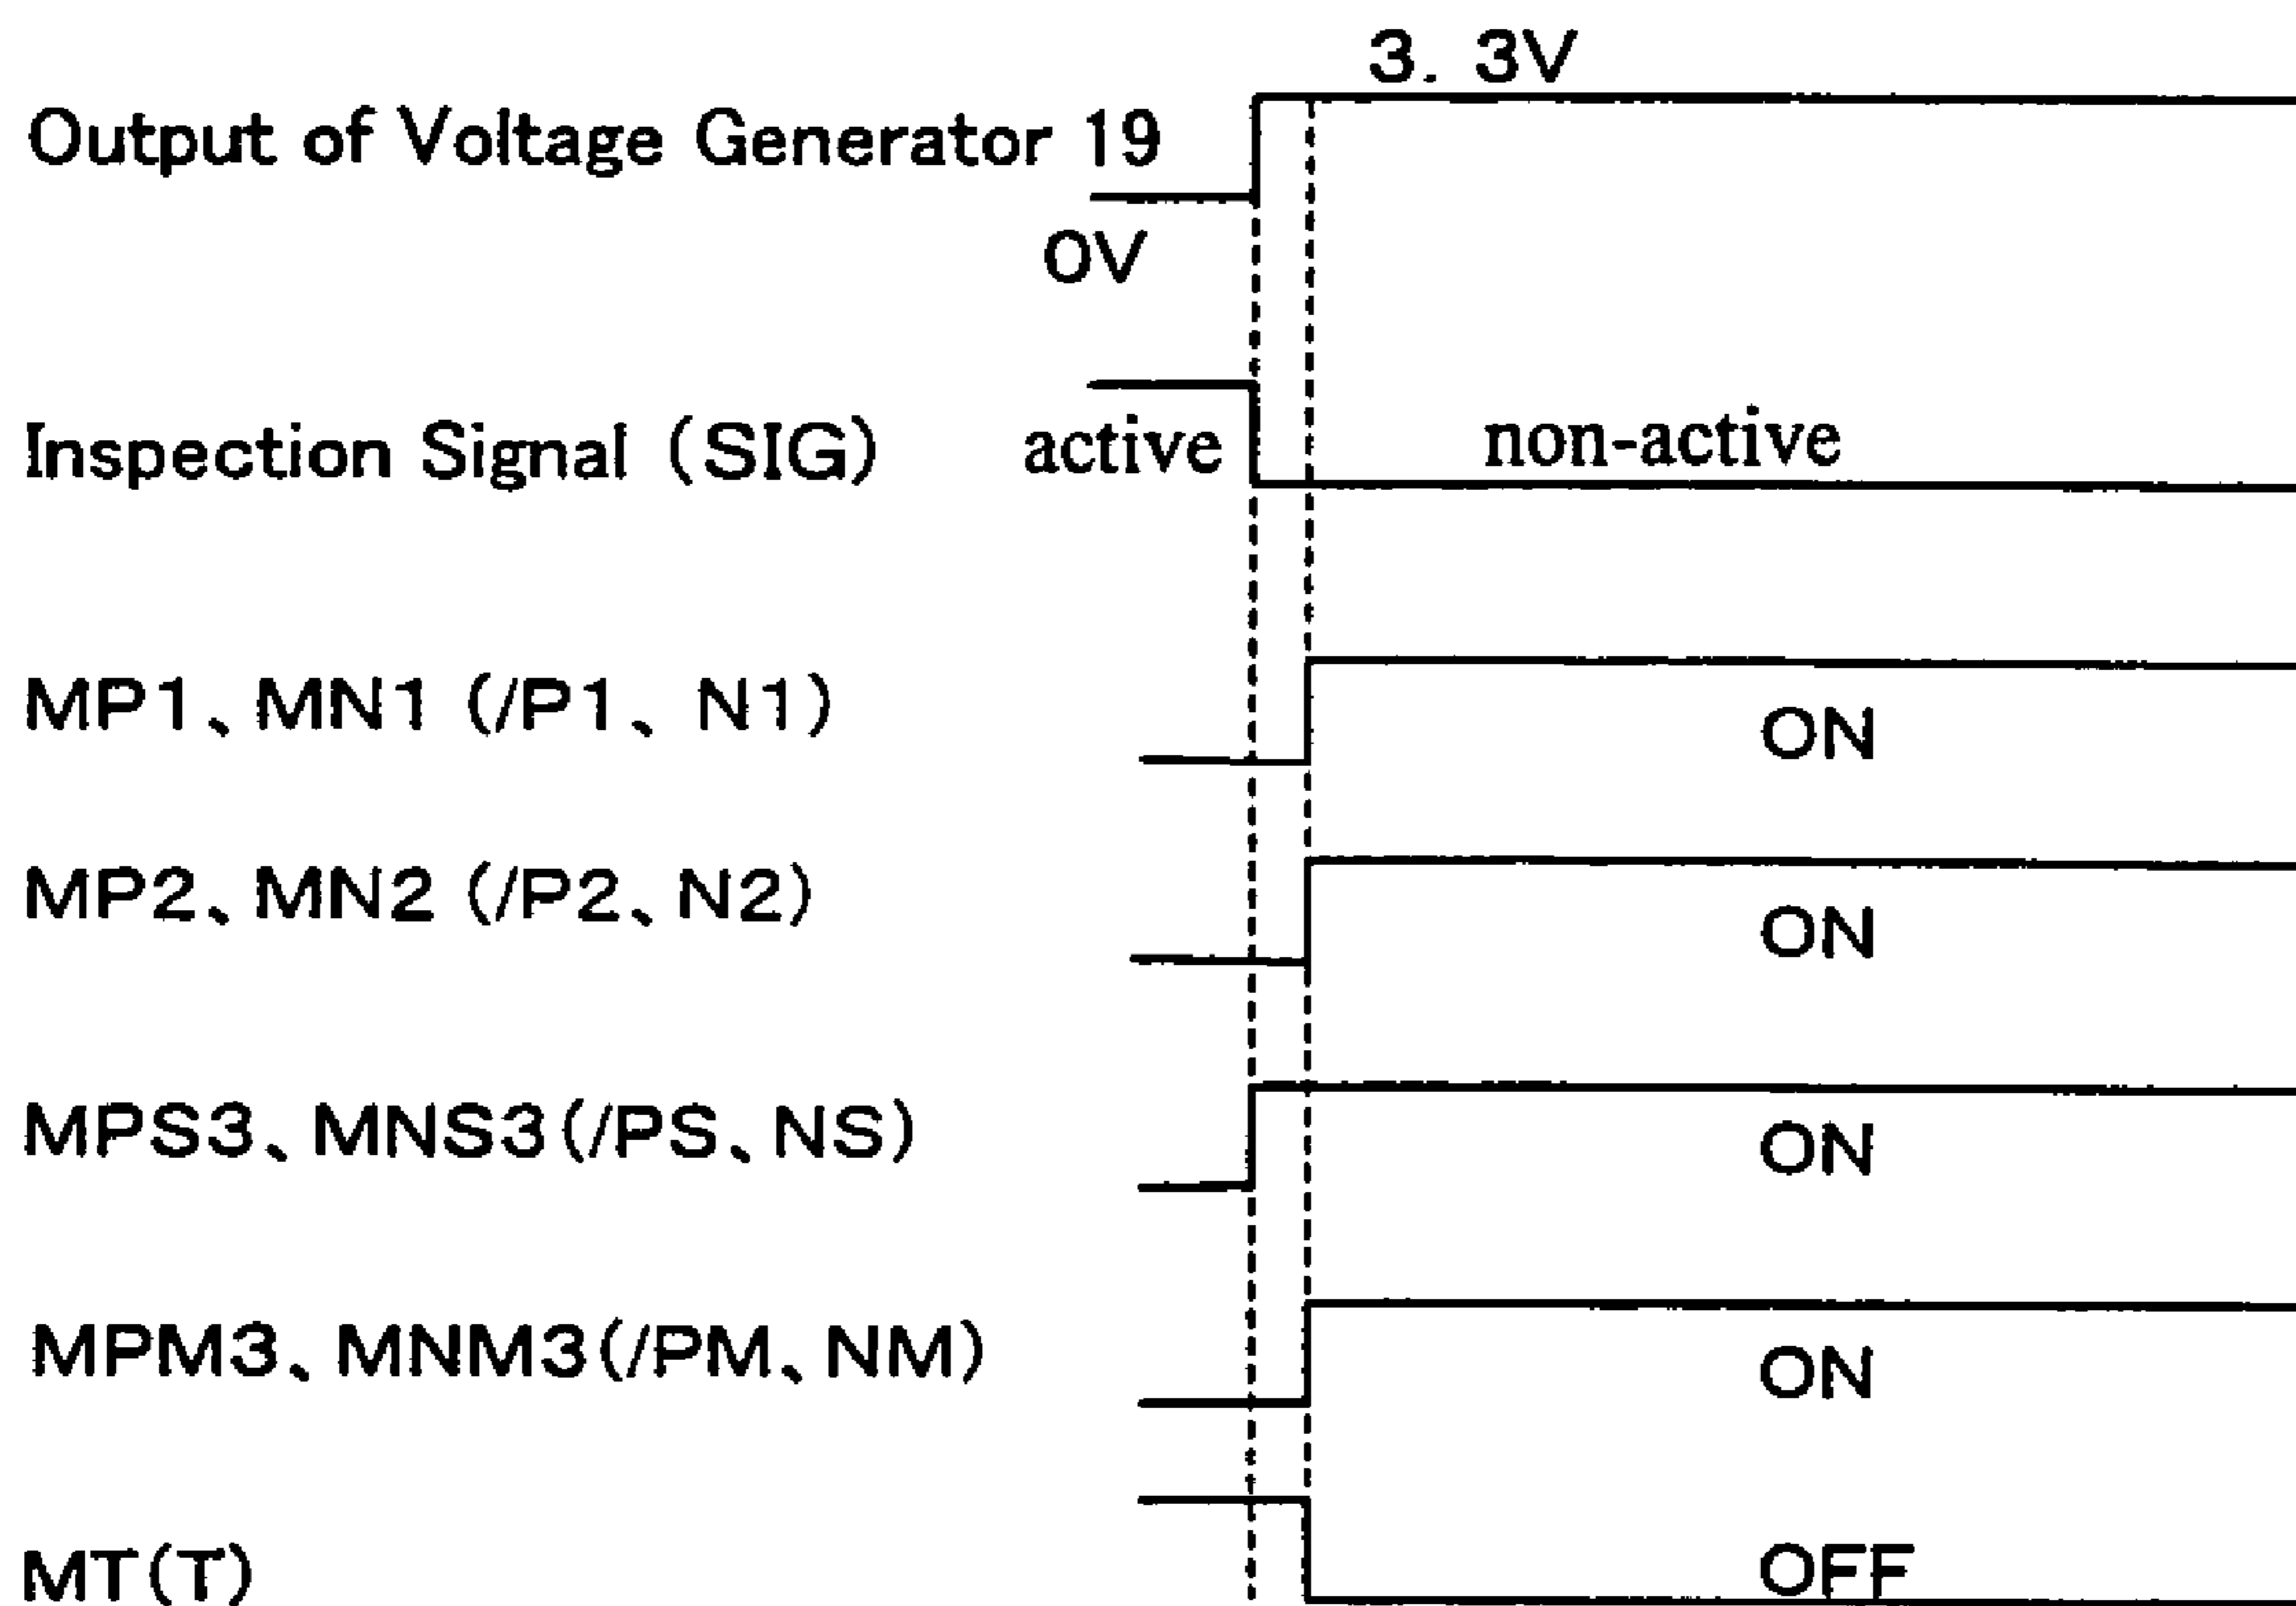 3. 3V
Output of Voltage Generator 19
0V
Inspection Signal (SIG) active non-active
MP1、MN1 (/P1、 N1)
ON
MP2、MN2 (/P2、N2)
ON
MPS3、MNS3(/PS、NS)
ON
MPM3、MNM3(/PM、NM)
ON
MT(T)
OFF